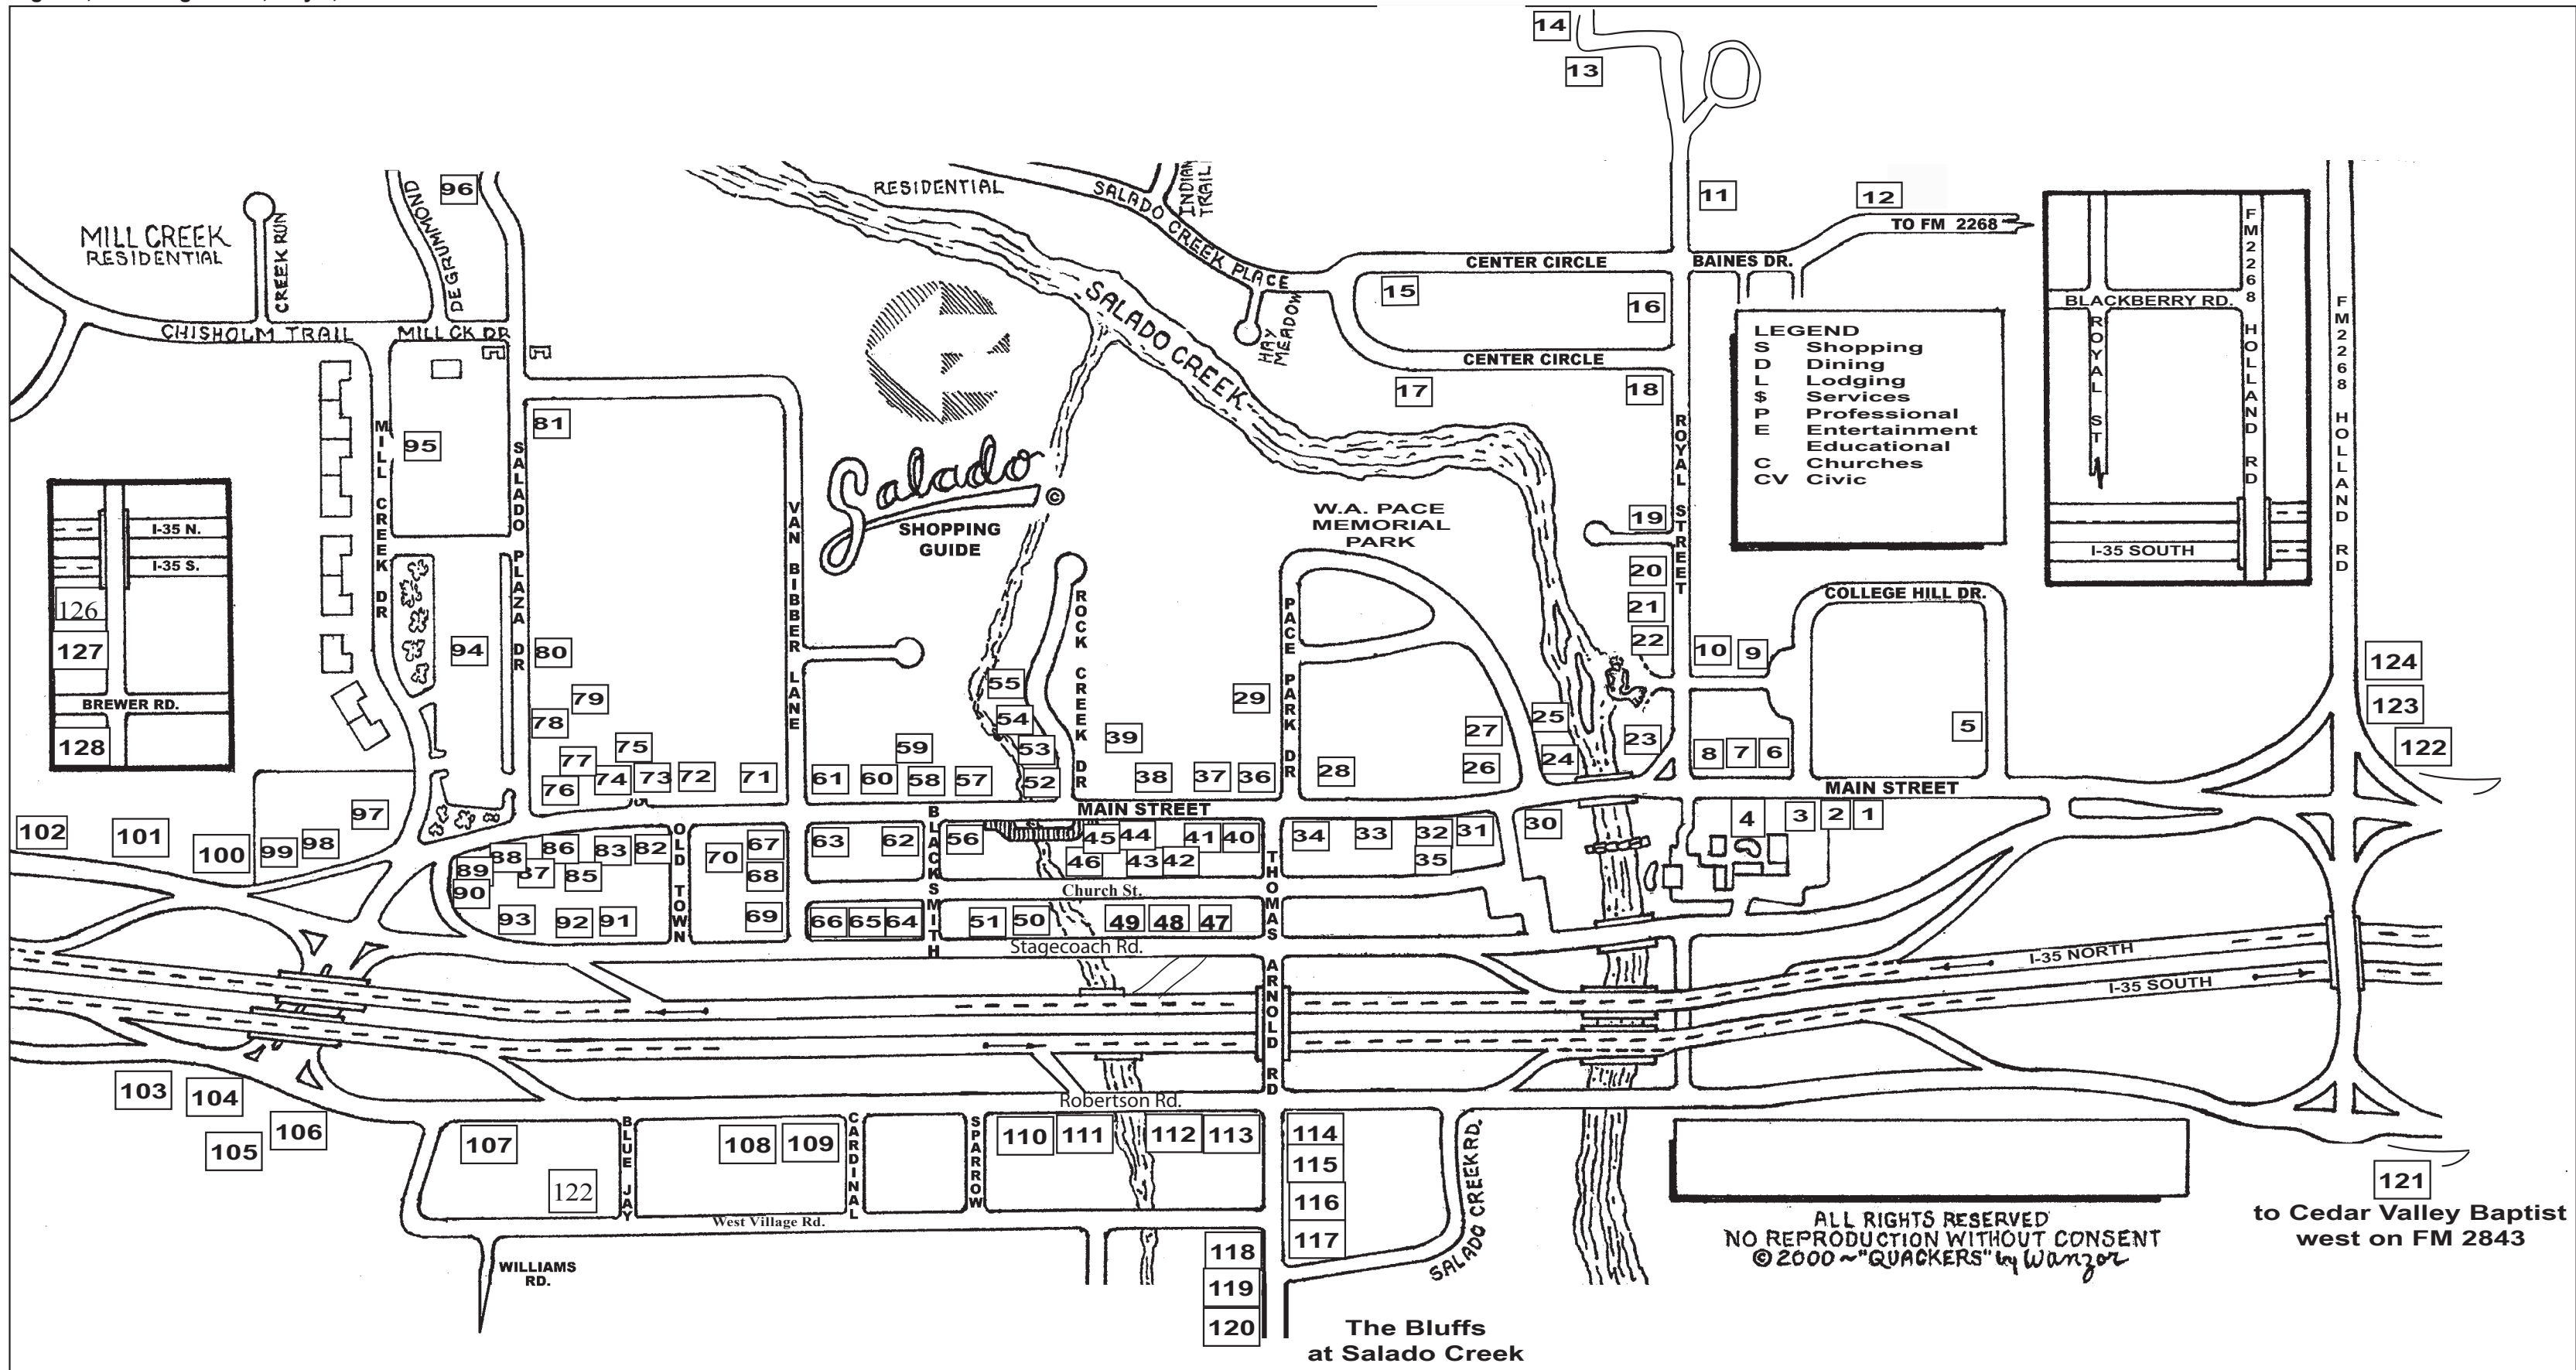 14
13
96
DEGRUMMOND
CREEK RUN
MILL CREEK
RESIDENTIAL
CHISHOLM TRAIL
MILL CK DR
RESIDENTIAL
SALADO CREEK PLACE
INDIAN
TRAIL
HAY
MEADOW
SALADO CREEK
11
12
TO FM 2268
CENTER CIRCLE
BAINES DR.
15
16
CENTER CIRCLE
17
18
LEGEND
S Shopping
D Dining
L Lodging
$ Services
P Professional
E Entertainment
Educational
C Churches
CV Civic
FM2268 HOLLAND RD
BLACKBERRY RD.
ROYAL ST
I-35 SOUTH
FM2268 HOLLAND RD
81
95
MILL CREEK DR
SALADO PLAZA DR
VAN BIBBER LANE
Salado ©
SHOPPING
GUIDE
W.A. PACE
MEMORIAL
PARK
ROYAL STREET
19
20
21
22
COLLEGE HILL DR.
I-35 N.
I-35 S.
126
127
BREWER RD.
128
94
80
79
78
75
77
74
73
72
71
76
ROCK CREEK DR
PACE PARK DR
55
54
53
52
59
61
60
58
57
39
38
37
36
29
28
27
26
25
24
23
10
9
8
7
6
5
124
123
122
MAIN STREET
MAIN STREET
97
102
101
100
99
98
OLD TOWN
BLACKSMITH
THOMAS ARNOLD RD
86
83
82
88
89
87
85
90
93
92
91
70
67
68
69
63
62
56
45
44
41
40
46
43
42
34
33
32
31
35
30
4
3
2
1
Church St.
66
65
64
51
50
49
48
47
Stagecoach Rd.
I-35 NORTH
I-35 SOUTH
Robertson Rd.
103
104
105
106
107
122
BLUE JAY
108
109
CARDINAL
SPARROW
110
111
112
113
114
115
116
117
SALADO CREEK RD.
West Village Rd.
WILLIAMS
RD.
118
119
120
The Bluffs
at Salado Creek
ALL RIGHTS RESERVED
NO REPRODUCTION WITHOUT CONSENT
©2000~"QUACKERS" by Wanzor
121
to Cedar Valley Baptist
west on FM 2843